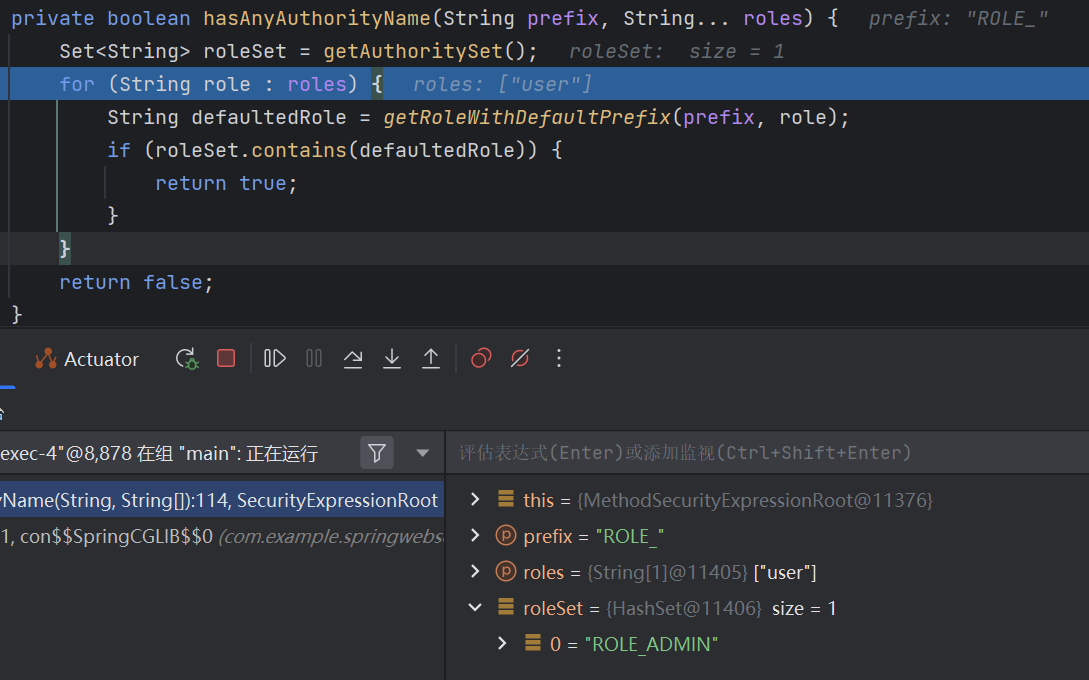 private boolean hasAnyAuthorityName(String prefix, String... roles) {   prefix: "ROLE_"
    Set<String> roleSet = getAuthoritySet();   roleSet:  size = 1
    for (String role : roles) {   roles: ["user"]
        String defaultedRole = getRoleWithDefaultPrefix(prefix, role);
        if (roleSet.contains(defaultedRole)) {
            return true;
        }
    }
    return false;
}
Actuator
exec-4"@8,878 在组 "main": 正在运行
评估表达式(Enter)或添加监视(Ctrl+Shift+Enter)
yName(String, String[]):114, SecurityExpressionRoot
1, con$$SpringCGLIB$$0 (com.example.springwebse
this = {MethodSecurityExpressionRoot@11376}
prefix = "ROLE_"
roles = {String[1]@11405} ["user"]
roleSet = {HashSet@11406}  size = 1
0 = "ROLE_ADMIN"